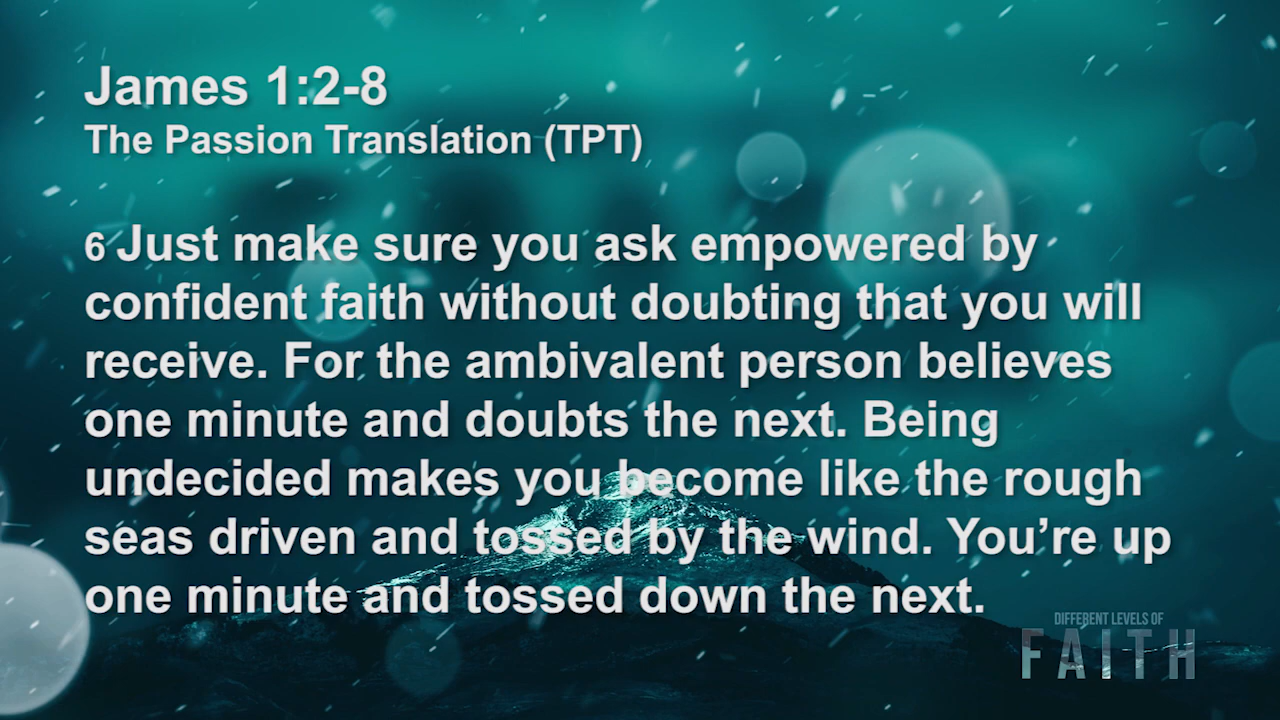 James 1:2-8
The Passion Translation (TPT)
6 Just make sure you ask empowered by
confident faith without doubting that you will
receive. For the ambivalent person believes
one minute and doubts the next. Being
undecided makes you become like the rough
seas driven and tossed by the wind. You’re up
one minute and tossed down the next.
DIFFERENT LEVELS OF
FAITH